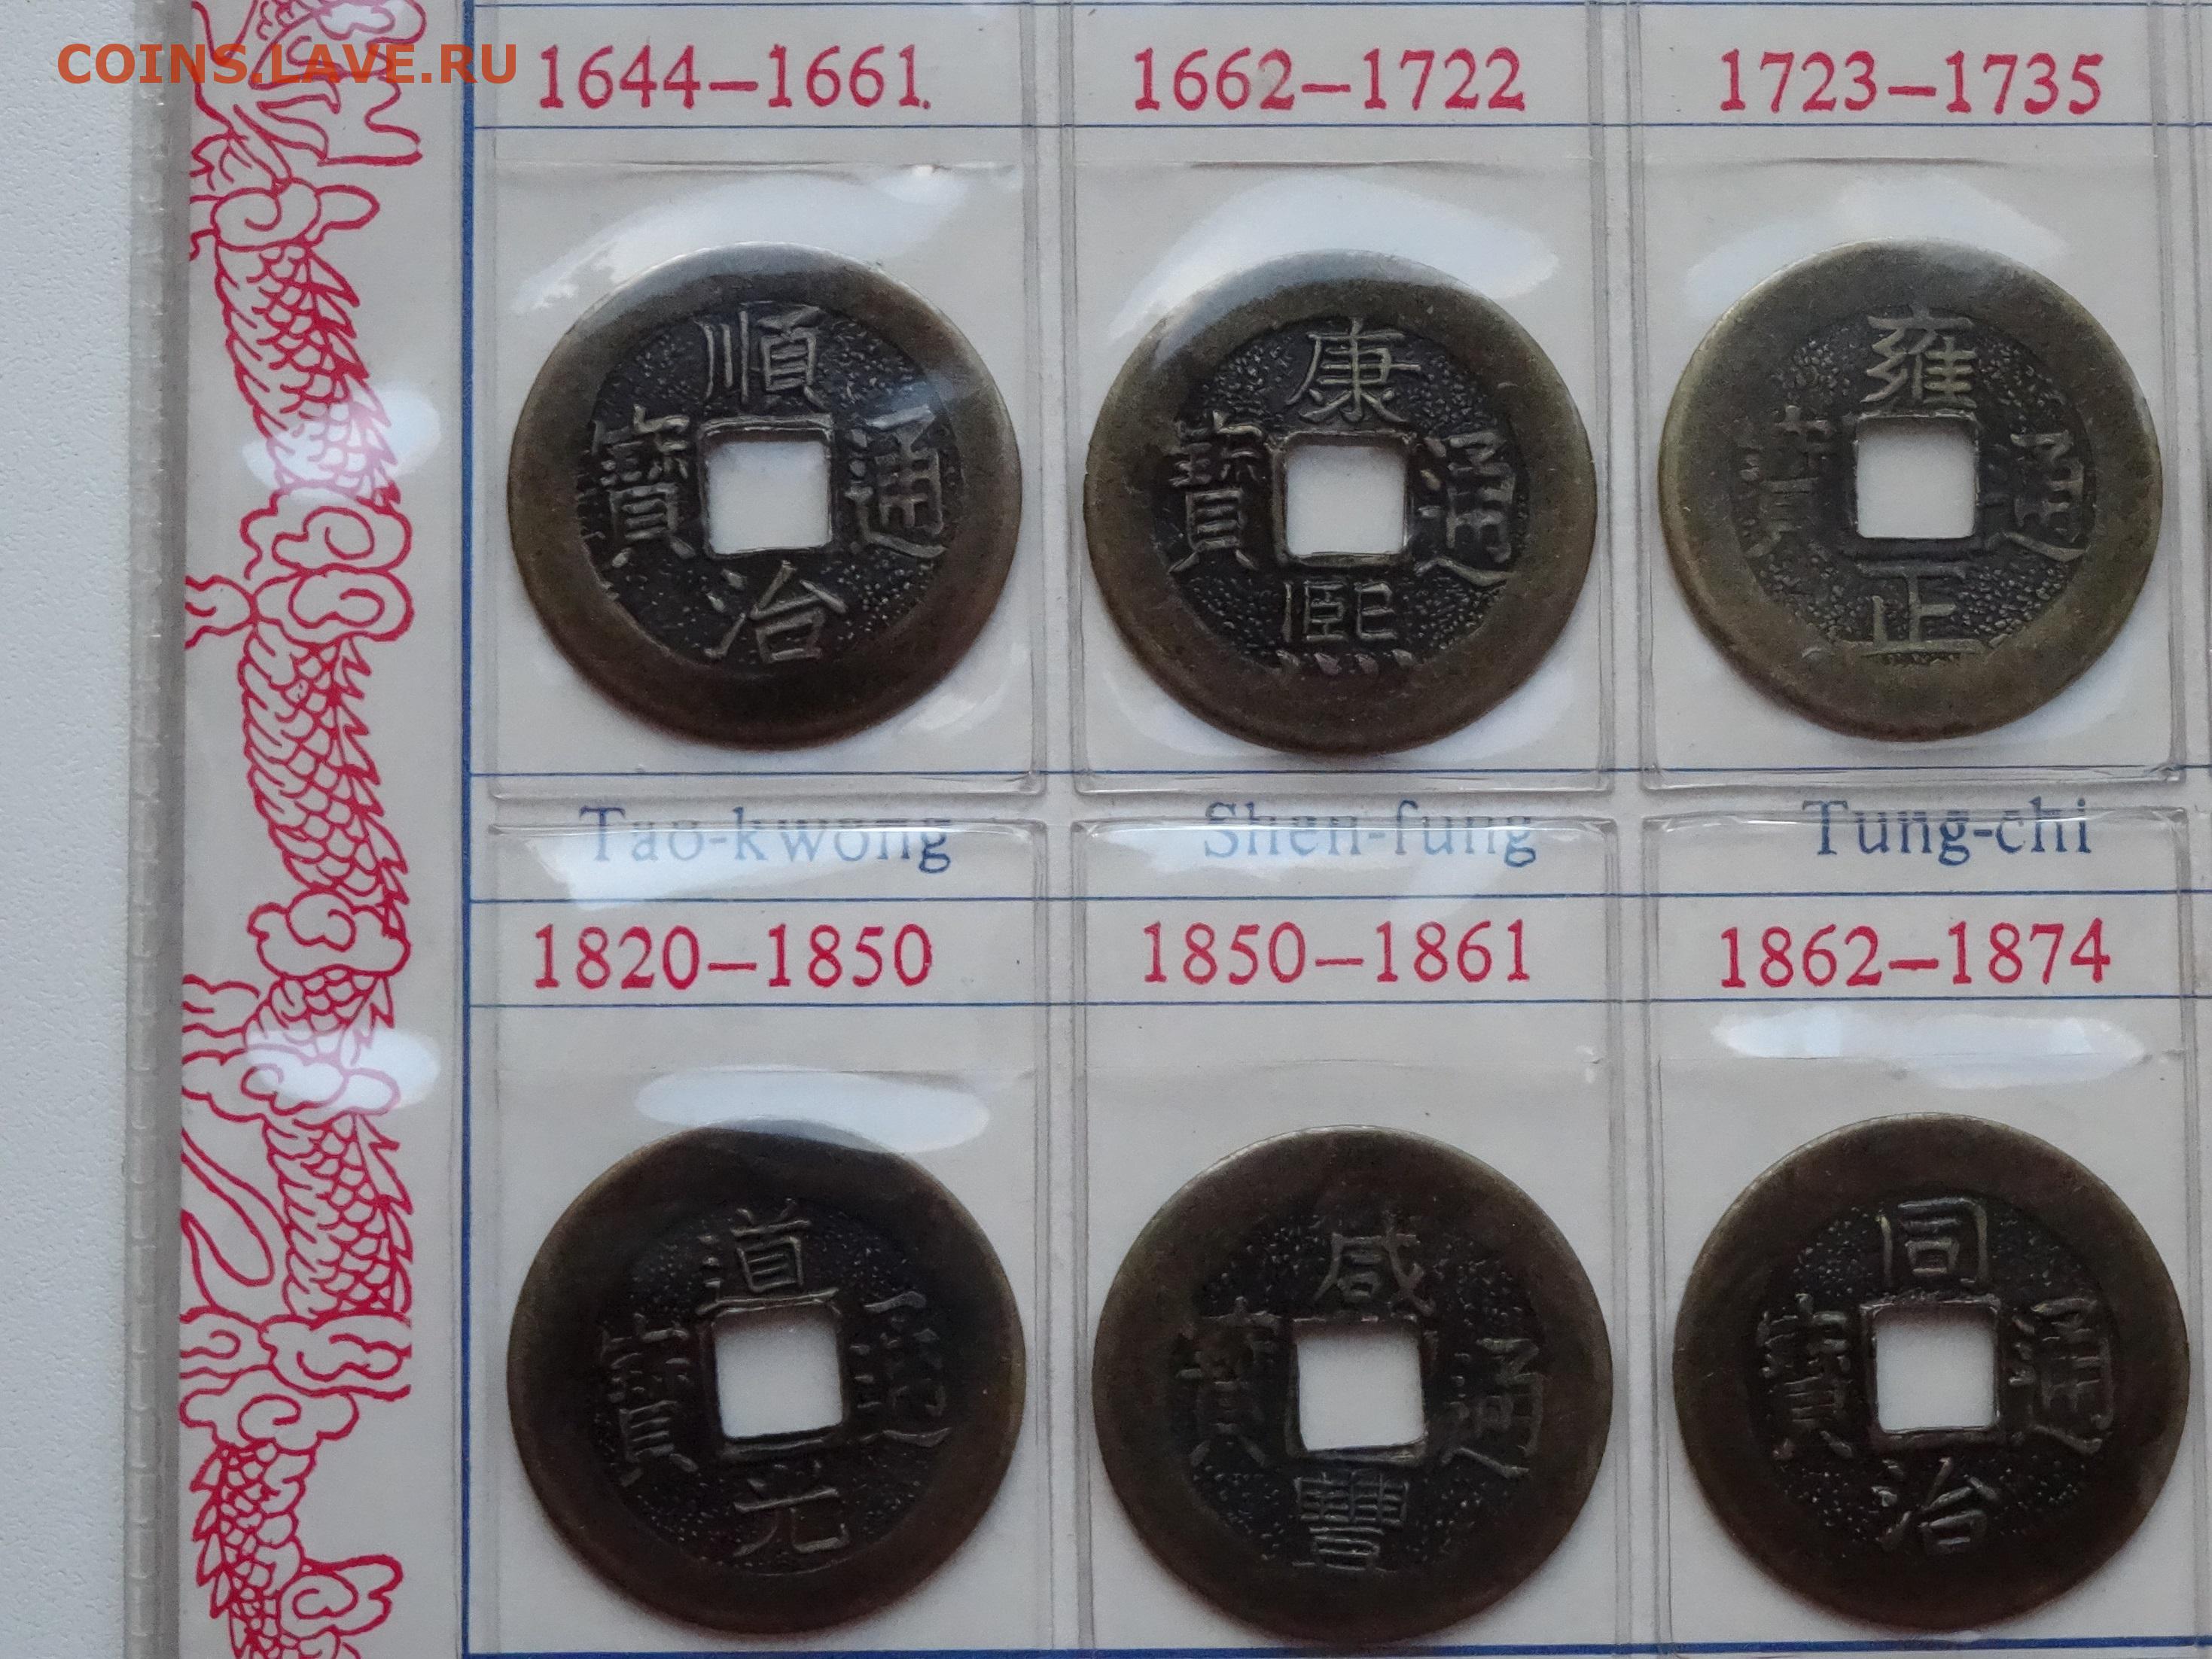 COINS.LAVE.RU
1644–1661
1662–1722
1723–1735
順治通寶
康熙通寶
雍正通寶
Tao-kwong
Shen-fung
Tung-chi
1820–1850
1850–1861
1862–1874
道光通寶
咸豐通寶
同治通寶